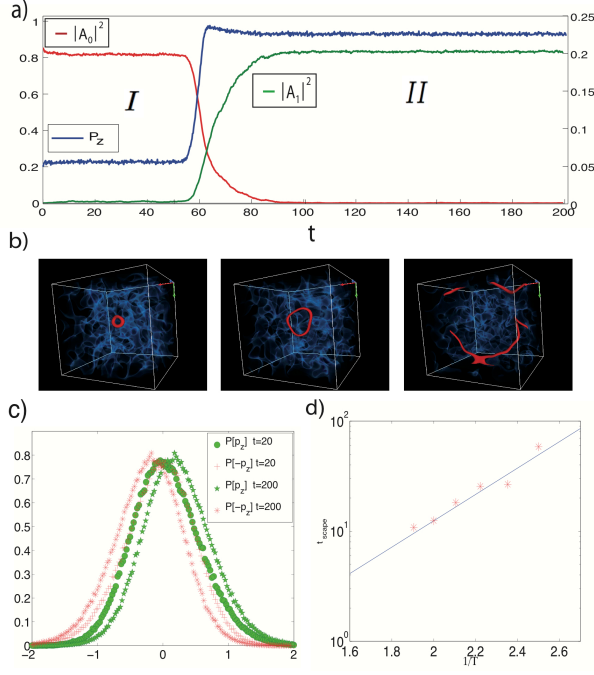 a)
1
0.8
0.6
0.4
0.2
0
0.25
0.2
0.15
0.1
0.05
0
|A₀|²
|A₁|²
P_z
I
II
0 20 40 60 80 100 120 140 160 180 200
t
b)
c)
0.8
0.7
0.6
0.5
0.4
0.3
0.2
0.1
0
−2 −1 0 1 2
P[p_z] t=20
P[-p_z] t=20
P[p_z] t=200
P[-p_z] t=200
d)
10²
10¹
10⁰
t_scape
1.6 1.8 2 2.2 2.4 2.6
1/T